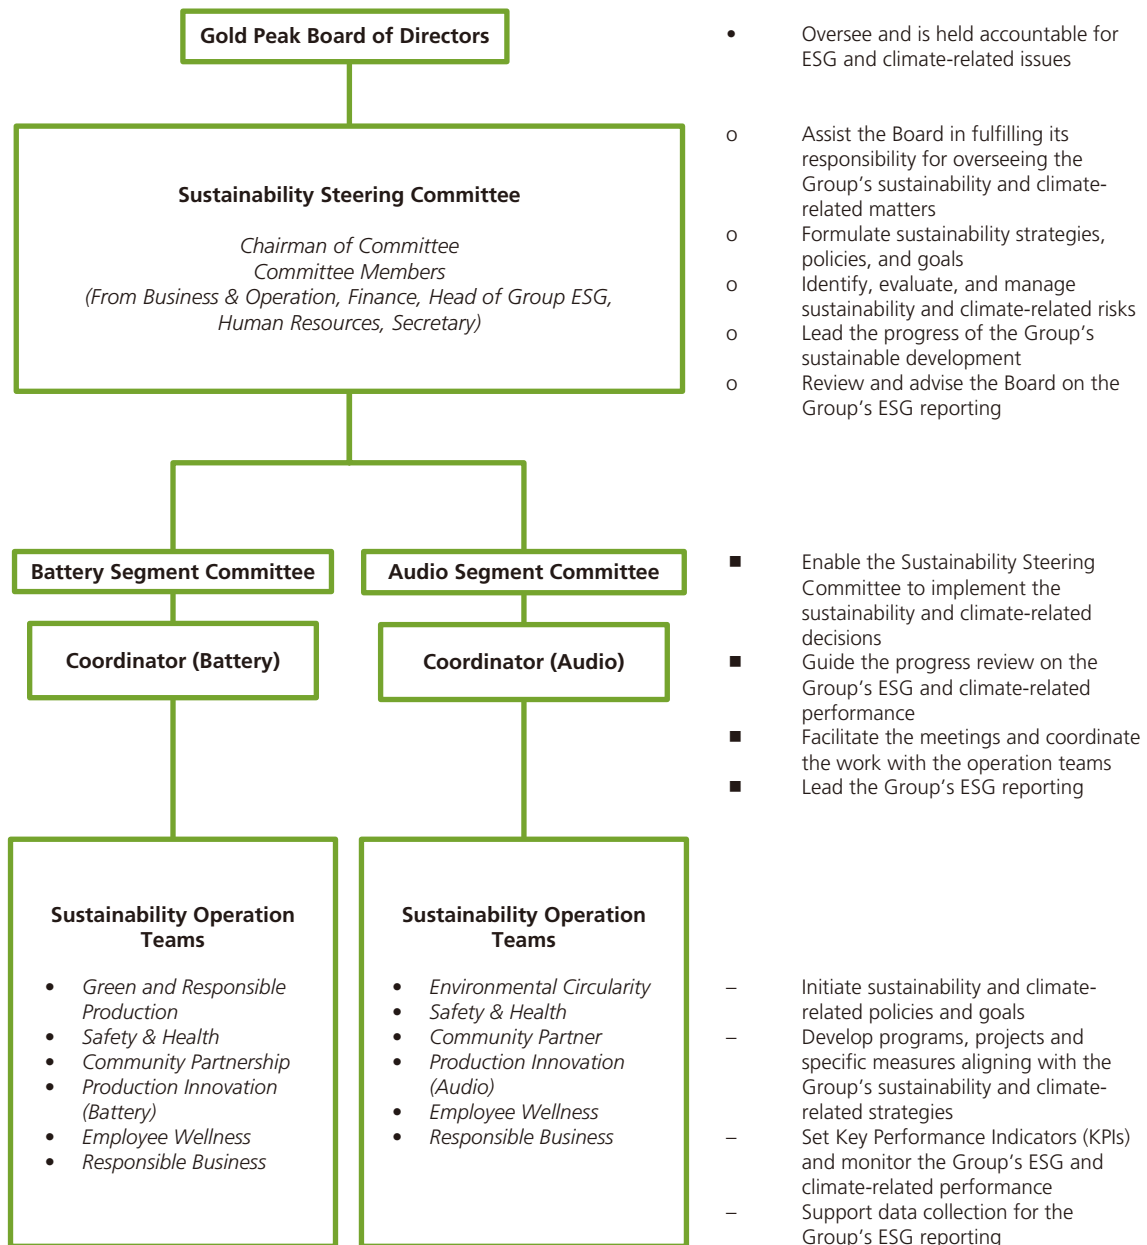 Gold Peak Board of Directors
• Oversee and is held accountable for
ESG and climate-related issues
Sustainability Steering Committee
Chairman of Committee
Committee Members
(From Business & Operation, Finance, Head of Group ESG,
Human Resources, Secretary)
o Assist the Board in fulfilling its
responsibility for overseeing the
Group's sustainability and climate-
related matters
o Formulate sustainability strategies,
policies, and goals
o Identify, evaluate, and manage
sustainability and climate-related risks
o Lead the progress of the Group's
sustainable development
o Review and advise the Board on the
Group's ESG reporting
Battery Segment Committee
Audio Segment Committee
Coordinator (Battery)
Coordinator (Audio)
■ Enable the Sustainability Steering
Committee to implement the
sustainability and climate-related
decisions
■ Guide the progress review on the
Group's ESG and climate-related
performance
■ Facilitate the meetings and coordinate
the work with the operation teams
■ Lead the Group's ESG reporting
Sustainability Operation
Teams
• Green and Responsible
Production
• Safety & Health
• Community Partnership
• Production Innovation
(Battery)
• Employee Wellness
• Responsible Business
Sustainability Operation
Teams
• Environmental Circularity
• Safety & Health
• Community Partner
• Production Innovation
(Audio)
• Employee Wellness
• Responsible Business
– Initiate sustainability and climate-
related policies and goals
– Develop programs, projects and
specific measures aligning with the
Group's sustainability and climate-
related strategies
– Set Key Performance Indicators (KPIs)
and monitor the Group's ESG and
climate-related performance
– Support data collection for the
Group's ESG reporting